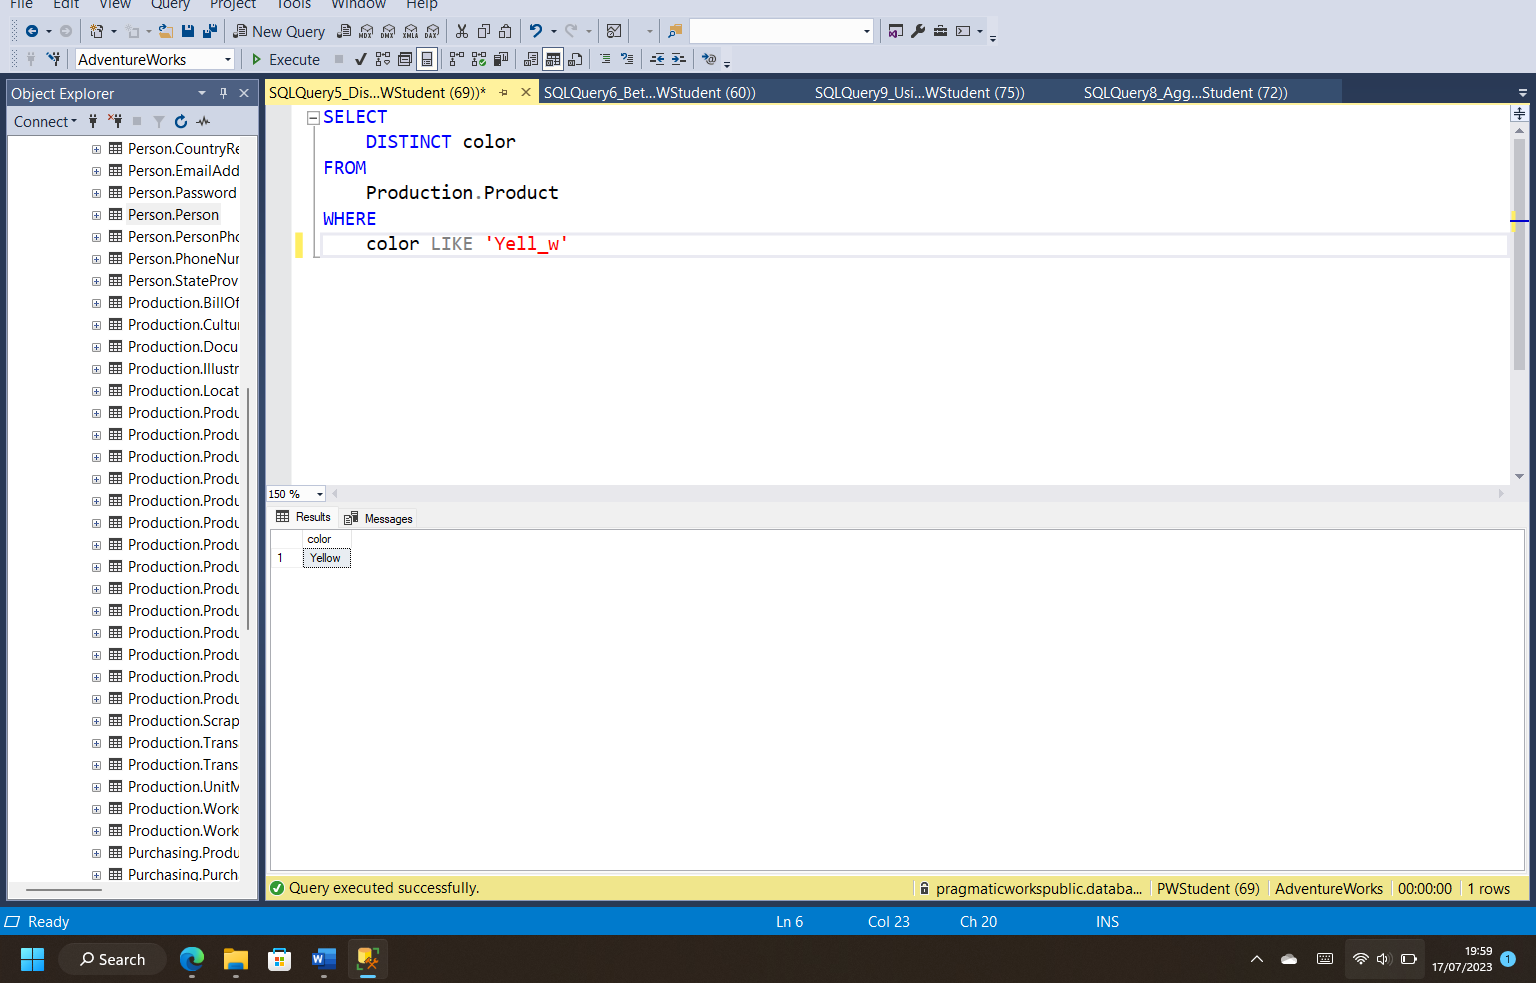 File Edit View Query Project Tools Window Help
New Query
MDX DMX XMLA DAX
AdventureWorks Execute
Object Explorer
SQLQuery5_Dis...WStudent (69))* SQLQuery6_Bet...WStudent (60)) SQLQuery9_Usi...WStudent (75)) SQLQuery8_Agg...Student (72))
Connect
Person.CountryRe
Person.EmailAdd
Person.Password
Person.Person
Person.PersonPho
Person.PhoneNur
Person.StateProv
Production.BillOf
Production.Cultur
Production.Docu
Production.Illustr
Production.Locat
Production.Produ
Production.Produ
Production.Produ
Production.Produ
Production.Produ
Production.Produ
Production.Produ
Production.Produ
Production.Produ
Production.Produ
Production.Produ
Production.Produ
Production.Produ
Production.Produ
Production.Scrap
Production.Trans
Production.Trans
Production.UnitM
Production.Work
Production.Work
Purchasing.Produ
Purchasing.Purch
SELECT
DISTINCT color
FROM
Production.Product
WHERE
color LIKE 'Yell_w'
150 %
Results Messages
color
1 Yellow
Query executed successfully. pragmaticworkspublic.databa... PWStudent (69) AdventureWorks 00:00:00 1 rows
Ready Ln 6 Col 23 Ch 20 INS
Search
19:59
17/07/2023 1